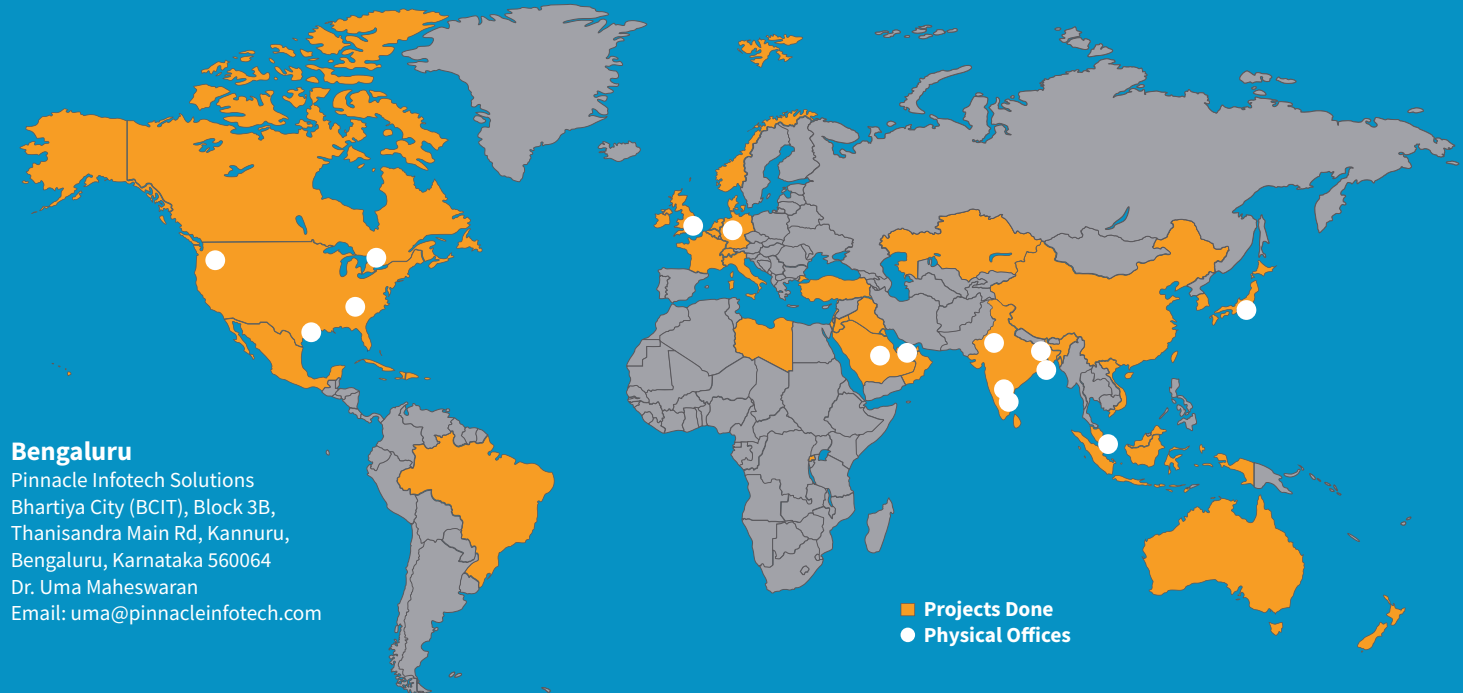 Bengaluru
Pinnacle Infotech Solutions
Bhartiya City (BCIT), Block 3B,
Thanisandra Main Rd, Kannuru,
Bengaluru, Karnataka 560064
Dr. Uma Maheswaran
Email: uma@pinnacleinfotech.com
Projects Done
Physical Offices